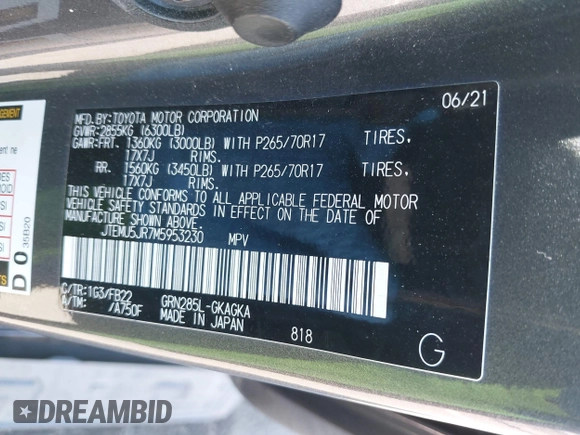 06/21
MFD.BY:TOYOTA MOTOR CORPORATION
GVWR:2855KG (6300LB)
GAWR:FRT. 1360KG (3000LB) WITH P265/70R17 TIRES,
17X7J RIMS.
RR. 1560KG (3450LB) WITH P265/70R17 TIRES,
17X7J RIMS.
THIS VEHICLE CONFORMS TO ALL APPLICABLE FEDERAL MOTOR
VEHICLE SAFETY STANDARDS IN EFFECT ON THE DATE OF
MANUFACTURE SHOWN ABOVE.
JTEMU5JR7M5953230 MPV
C/TR:1G3/FB22 GRN285L-GKAGKA
A/TM: /A750F MADE IN JAPAN
818
G
D 0 35B20
DREAMBID